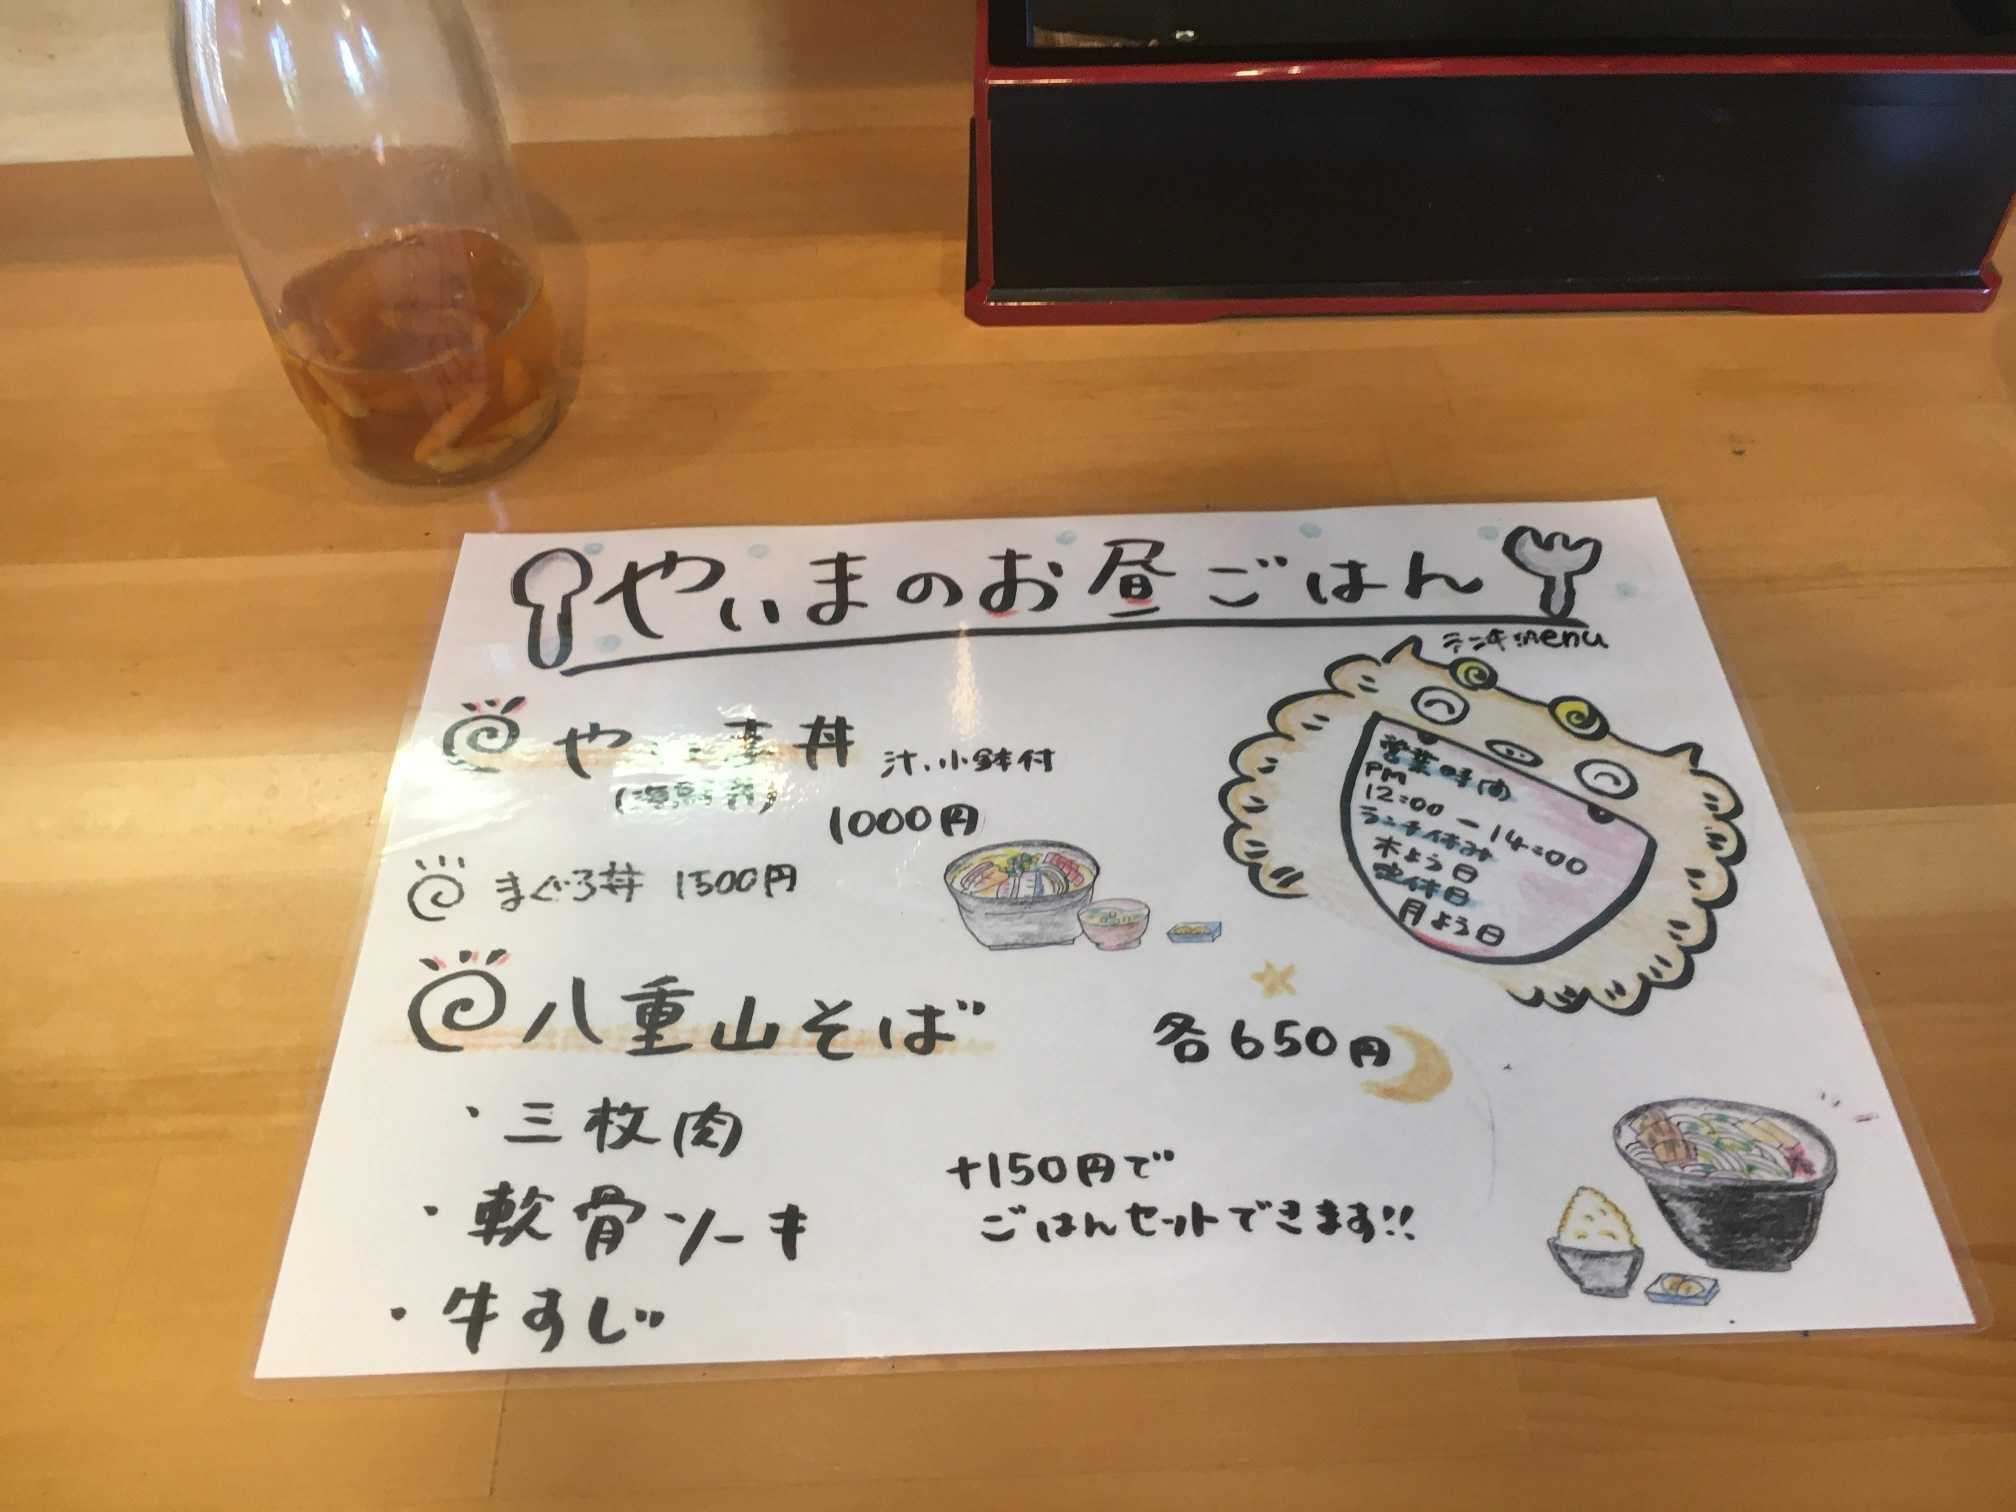 やいまのお昼ごはん
ランチmenu
やいま丼 汁、小鉢付
(海鮮丼)
1000円
まぐろ丼 1500円
八重山そば 各650円
・三枚肉
・軟骨ソーキ
・牛すじ
+150円で
ごはんセットできます!!
営業時間
PM
12:00ー14:00
ランチ休み
木よう日
定休日
月よう日